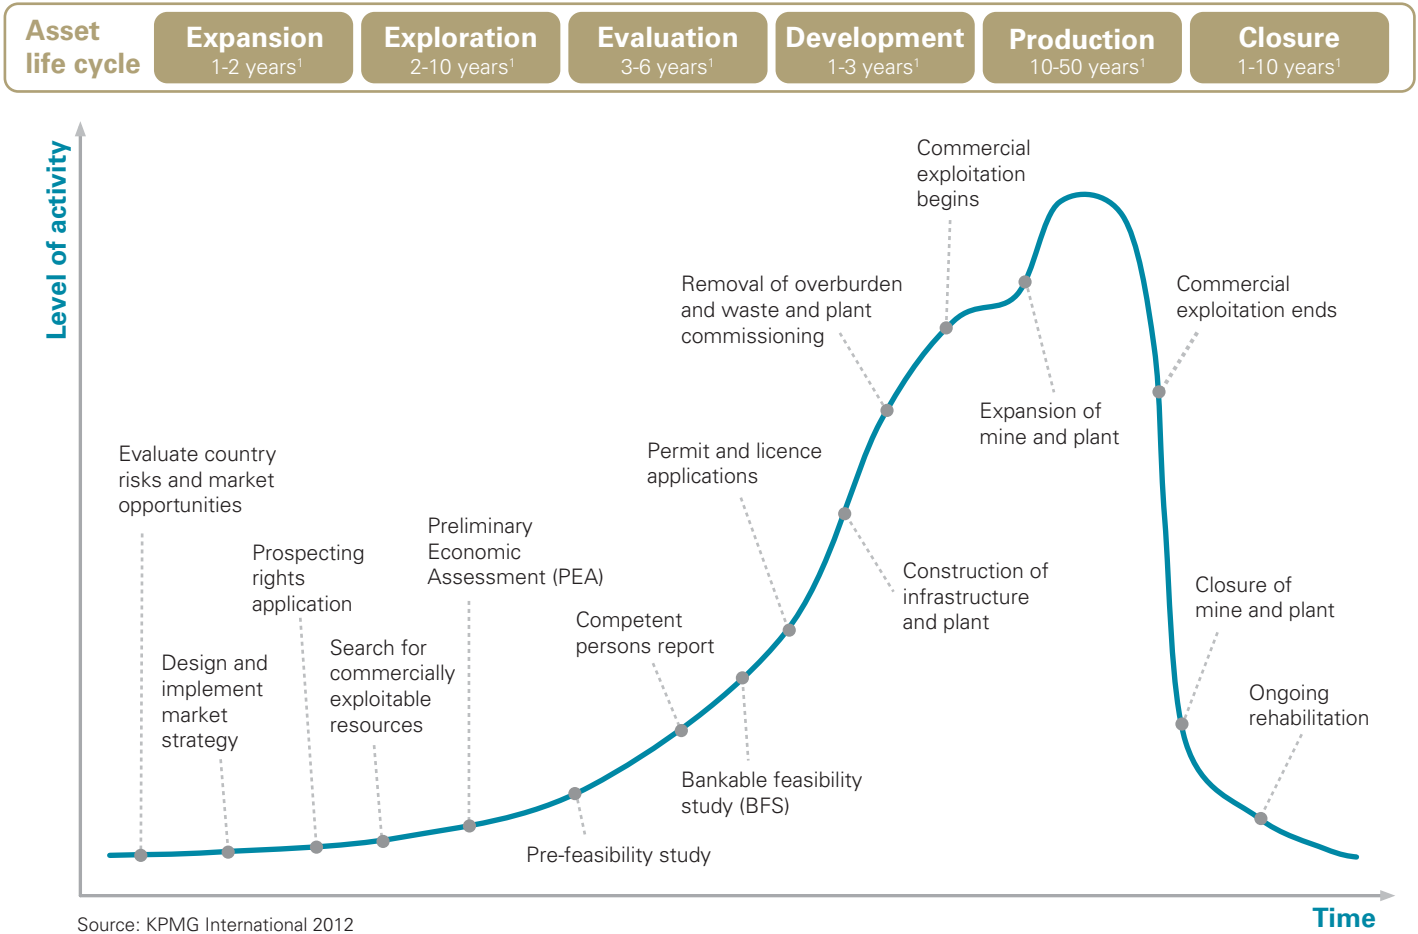 Asset
life cycle
Expansion
1-2 years¹
Exploration
2-10 years¹
Evaluation
3-6 years¹
Development
1-3 years¹
Production
10-50 years¹
Closure
1-10 years¹
Level of activity
Commercial
exploitation
begins
Removal of overburden
and waste and plant
commissioning
Commercial
exploitation ends
Expansion of
mine and plant
Evaluate country
risks and market
opportunities
Permit and licence
applications
Preliminary
Economic
Assessment (PEA)
Prospecting
rights
application
Construction of
infrastructure
and plant
Closure of
mine and plant
Competent
persons report
Search for
commercially
exploitable
resources
Design and
implement
market
strategy
Ongoing
rehabilitation
Bankable feasibility
study (BFS)
Pre-feasibility study
Time
Source: KPMG International 2012